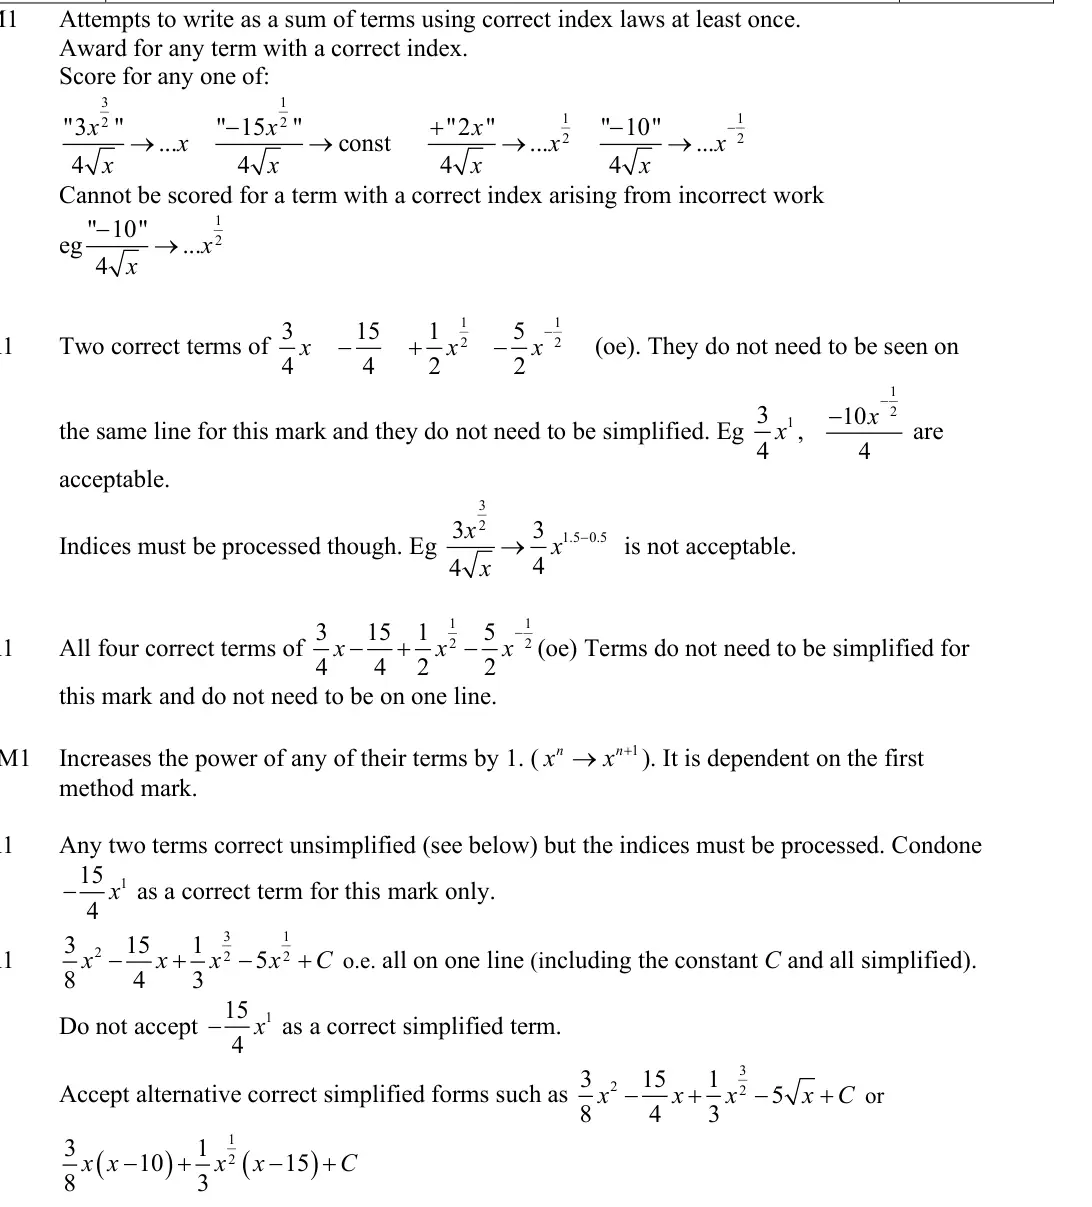 M1 Attempts to write as a sum of terms using correct index laws at least once.
Award for any term with a correct index.
Score for any one of:
"3x^{3/2}"/4√x → ...x "−15x^{1/2}"/4√x → const +"2x"/4√x → ...x^{1/2} "−10"/4√x → ...x^{−1/2}
Cannot be scored for a term with a correct index arising from incorrect work
eg "−10"/4√x → ...x^{1/2}
1 Two correct terms of 3/4 x − 15/4 + 1/2 x^{1/2} − 5/2 x^{−1/2} (oe). They do not need to be seen on
the same line for this mark and they do not need to be simplified. Eg 3/4 x^1, −10x^{−1/2}/4 are
acceptable.
Indices must be processed though. Eg 3x^{3/2}/4√x → 3/4 x^{1.5−0.5} is not acceptable.
1 All four correct terms of 3/4 x − 15/4 + 1/2 x^{1/2} − 5/2 x^{−1/2} (oe) Terms do not need to be simplified for
this mark and do not need to be on one line.
M1 Increases the power of any of their terms by 1. (x^n → x^{n+1}). It is dependent on the first
method mark.
1 Any two terms correct unsimplified (see below) but the indices must be processed. Condone
−15/4 x^1 as a correct term for this mark only.
1 3/8 x^2 − 15/4 x + 1/3 x^{3/2} − 5x^{1/2} + C o.e. all on one line (including the constant C and all simplified).
Do not accept −15/4 x^1 as a correct simplified term.
Accept alternative correct simplified forms such as 3/8 x^2 − 15/4 x + 1/3 x^{3/2} − 5√x + C or
3/8 x(x−10) + 1/3 x^{1/2}(x−15) + C